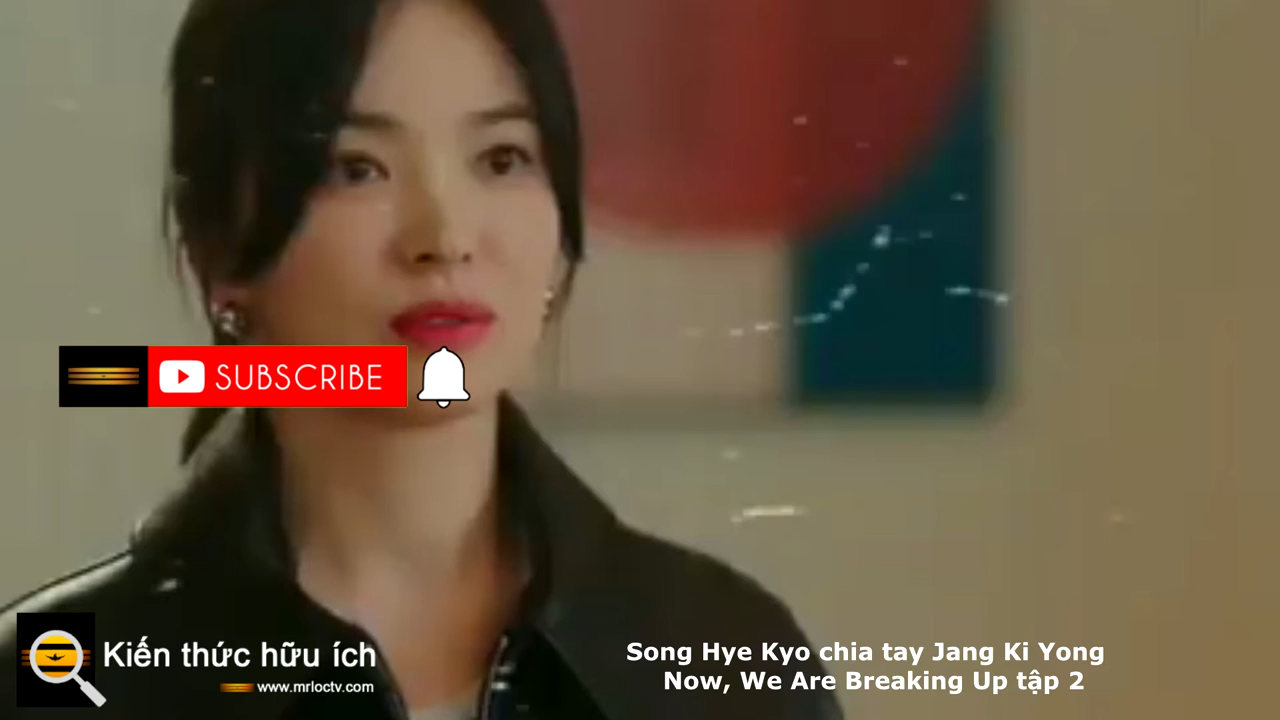 SUBSCRIBE
Kiến thức hữu ích
www.mrloctv.com
Song Hye Kyo chia tay Jang Ki Yong
Now, We Are Breaking Up tập 2